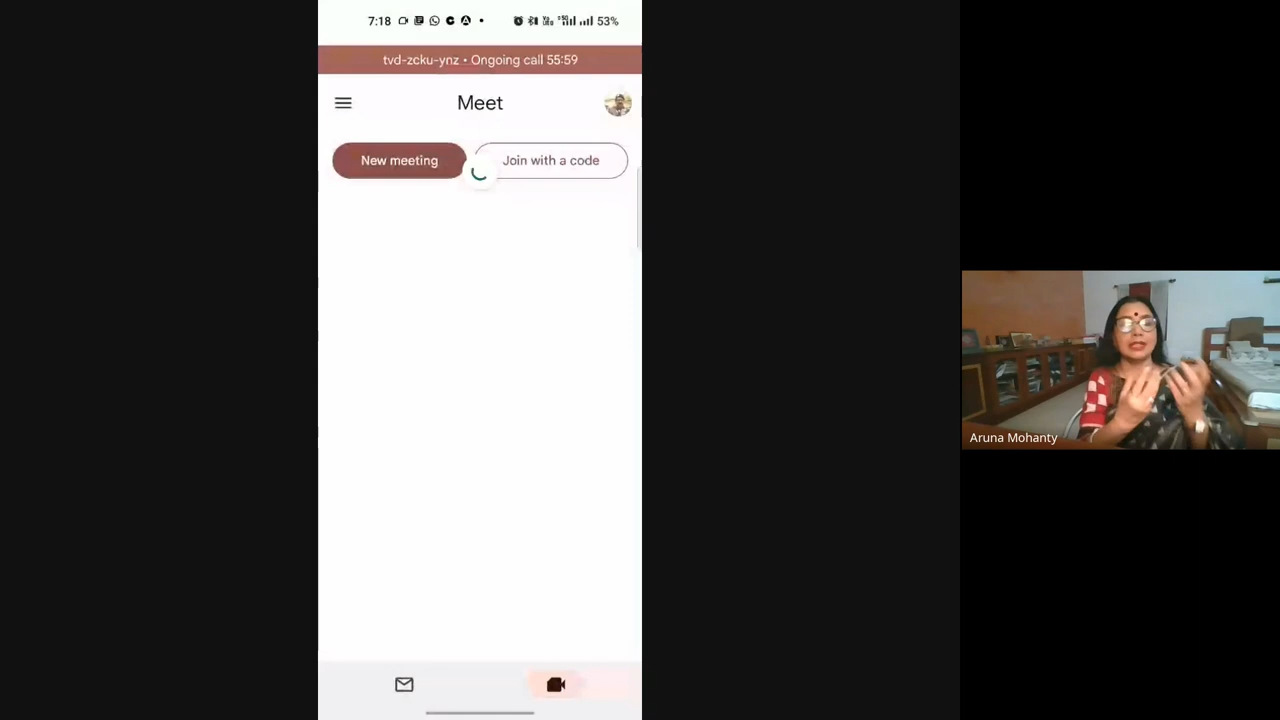 7:18
53%
tvd-zcku-ynz • Ongoing call 55:59
Meet
New meeting
Join with a code
Aruna Mohanty